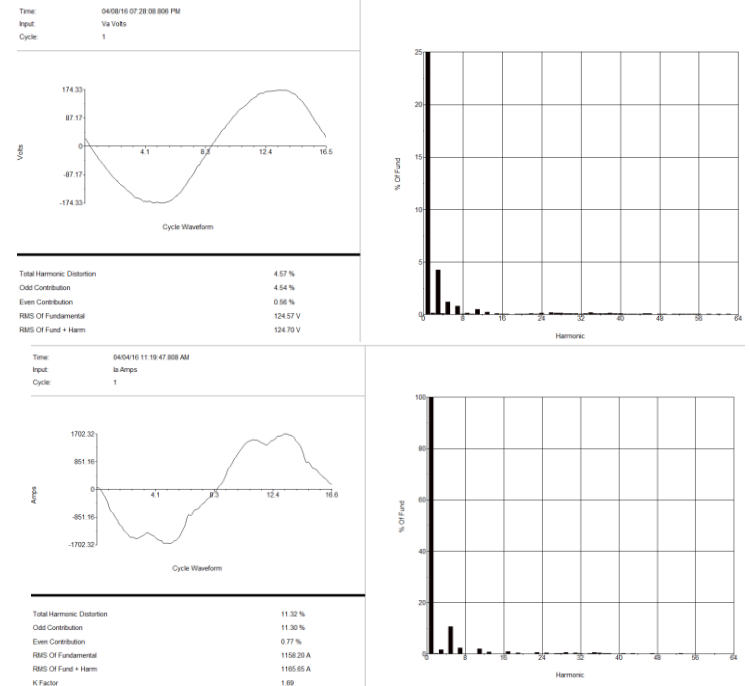 Time: 04/08/16 07:28:08.806 PM
Input: Va Volts
Cycle: 1
174.33
87.17
0
-87.17
-174.33
Volts
4.1 8.3 12.4 16.5
Cycle Waveform
25
20
15
10
5
0
% Of Fund
0 8 16 24 32 40 48 56 64
Harmonic
Total Harmonic Distortion 4.57 %
Odd Contribution 4.54 %
Even Contribution 0.56 %
RMS Of Fundamental 124.57 V
RMS Of Fund + Harm 124.70 V
Time: 04/04/16 11:19:47.808 AM
Input: Ia Amps
Cycle: 1
1702.32
851.16
0
-851.16
-1702.32
Amps
4.1 8.3 12.4 16.6
Cycle Waveform
100
80
60
40
20
0
% Of Fund
0 8 16 24 32 40 48 56 64
Harmonic
Total Harmonic Distortion 11.32 %
Odd Contribution 11.30 %
Even Contribution 0.77 %
RMS Of Fundamental 1158.20 A
RMS Of Fund + Harm 1165.65 A
K Factor 1.69